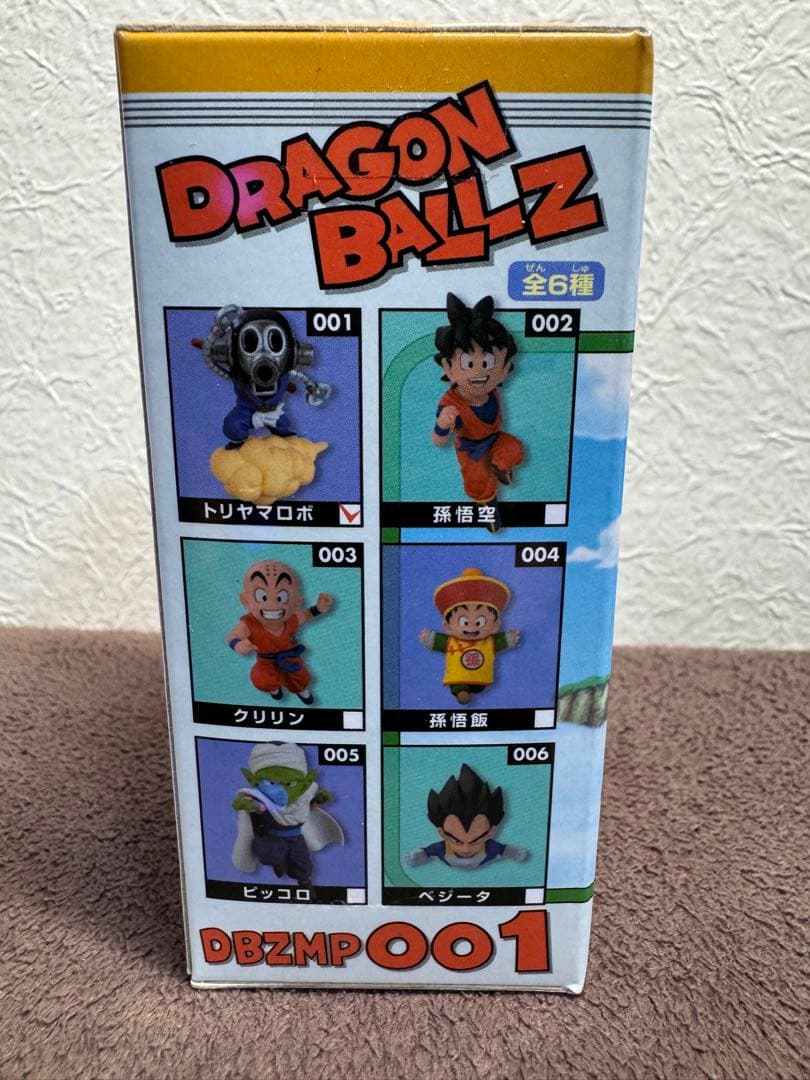 DRAGON
BALL Z
ぜん しゅ
全6種
001
002
トリヤマロボ
孫悟空
003
004
孫
クリリン
孫悟飯
005
006
ピッコロ
ベジータ
DBZMP001